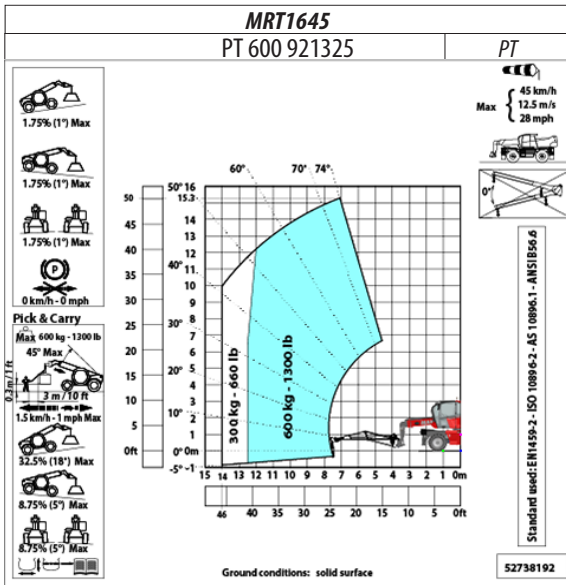 MRT1645
PT 600 921325 PT
1.75% (1°) Max
1.75% (1°) Max
1.75% (1°) Max
P
0 km/h - 0 mph
Pick & Carry
Max 600 kg - 1300 lb
45° Max
0.3 m / 1 ft
3 m / 10 ft
1.5 km/h - 1 mph Max
32.5% (18°) Max
8.75% (5°) Max
8.75% (5°) Max
Max
45 km/h
12.5 m/s
28 mph
0°
60° 70° 74°
50° 16
50 15.3
14
45 13
40 12
40° 11
35 10
9
30 30° 8
25 7
6
20 20° 5
15 4
10 10° 3
2
5 1
0ft 0° 0
-5° -1
300 kg - 660 lb
600 kg - 1300 lb
15 14 13 12 11 10 9 8 7 6 5 4 3 2 1 0m
46 40 35 30 25 20 15 10 5 0ft
Ground conditions: solid surface
Standard used: EN1459-2 - ISO 10896-2 - AS 10896.1 - ANSI B56.6
52738192